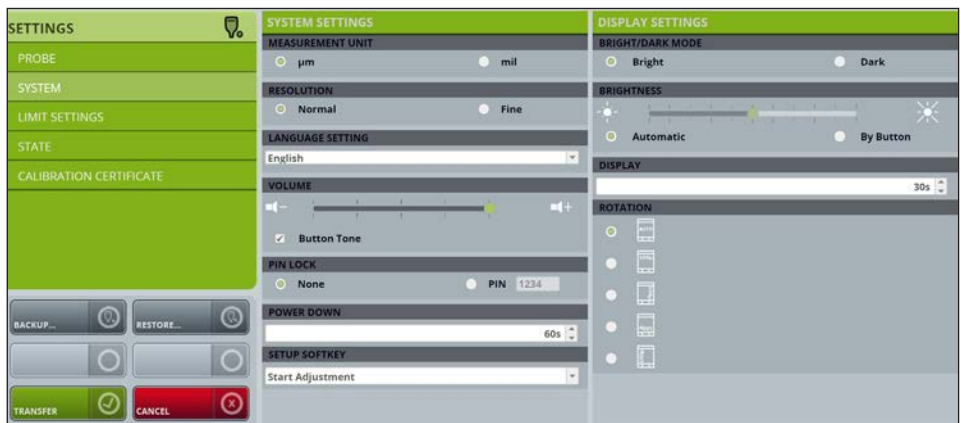 SETTINGS
PROBE
SYSTEM
LIMIT SETTINGS
STATE
CALIBRATION CERTIFICATE
BACKUP...
RESTORE...
TRANSFER
CANCEL
SYSTEM SETTINGS
MEASUREMENT UNIT
µm mil
RESOLUTION
Normal Fine
LANGUAGE SETTING
English
VOLUME
Button Tone
PIN LOCK
None PIN 1234
POWER DOWN
60s
SETUP SOFTKEY
Start Adjustment
DISPLAY SETTINGS
BRIGHT/DARK MODE
Bright Dark
BRIGHTNESS
Automatic By Button
DISPLAY
30s
ROTATION